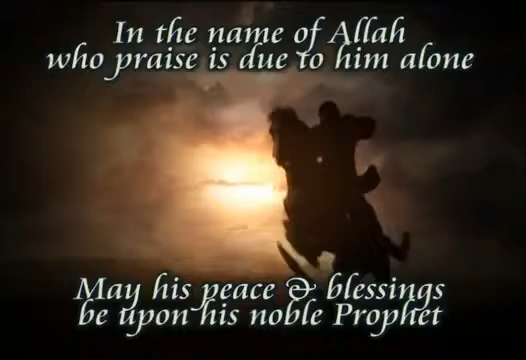 In the name of Allah
who praise is due to him alone
May his peace & blessings
be upon his noble Prophet